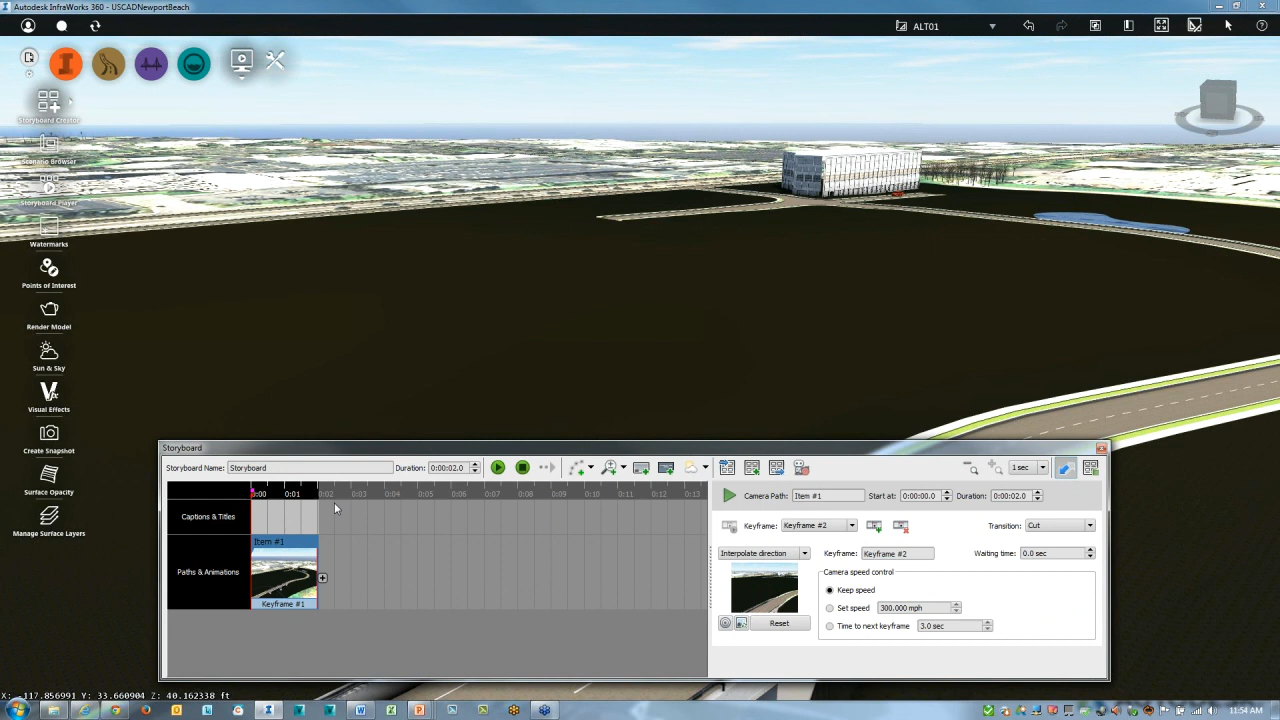 Autodesk InfraWorks 360 - USCADNewportBeach
ALT01
Storyboard Creator
Scenario Browser
Storyboard Player
Watermarks
Points of Interest
Render Model
Sun & Sky
Visual Effects
Create Snapshot
Surface Opacity
Manage Surface Layers
Storyboard
Storyboard Name: Storyboard Duration: 0:00:02.0 1 sec
0:00 0:01 0:02 0:03 0:04 0:05 0:06 0:07 0:08 0:09 0:10 0:11 0:12 0:13
Captions & Titles
Item #1
Paths & Animations
Keyframe #1
Camera Path: Item #1 Start at: 0:00:00.0 Duration: 0:00:02.0
Keyframe: Keyframe #2 Transition: Cut
Interpolate direction Keyframe: Keyframe #2 Waiting time: 0.0 sec
Camera speed control
Keep speed
Set speed 300.000 mph
Time to next keyframe 3.0 sec
Reset
X: -117.856991 Y: 33.660904 Z: 40.162338 ft
11:54 AM